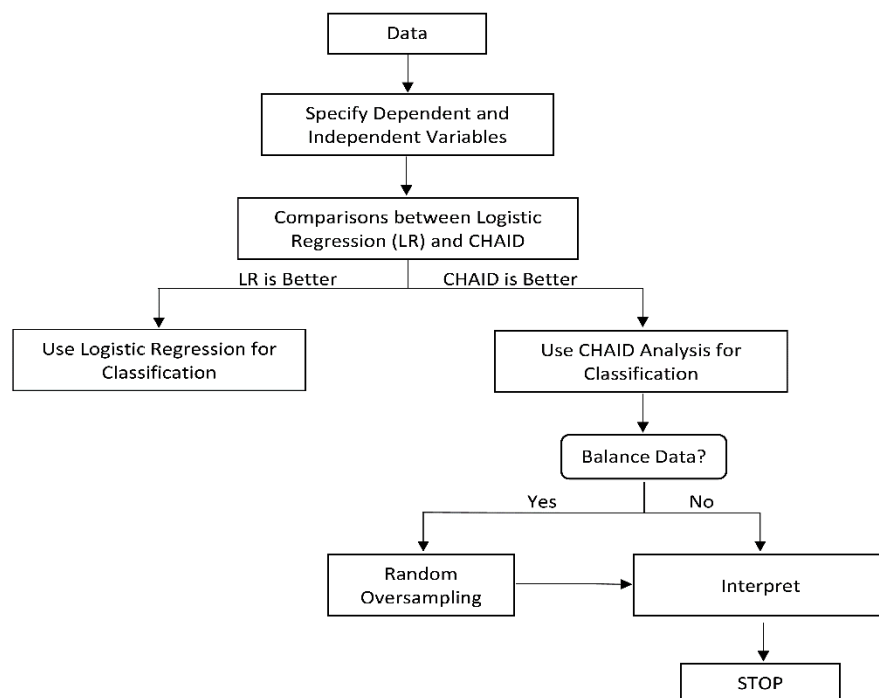 Data
Specify Dependent and
Independent Variables
Comparisons between Logistic
Regression (LR) and CHAID
LR is Better
CHAID is Better
Use Logistic Regression for
Classification
Use CHAID Analysis for
Classification
Balance Data?
Yes
No
Random
Oversampling
Interpret
STOP